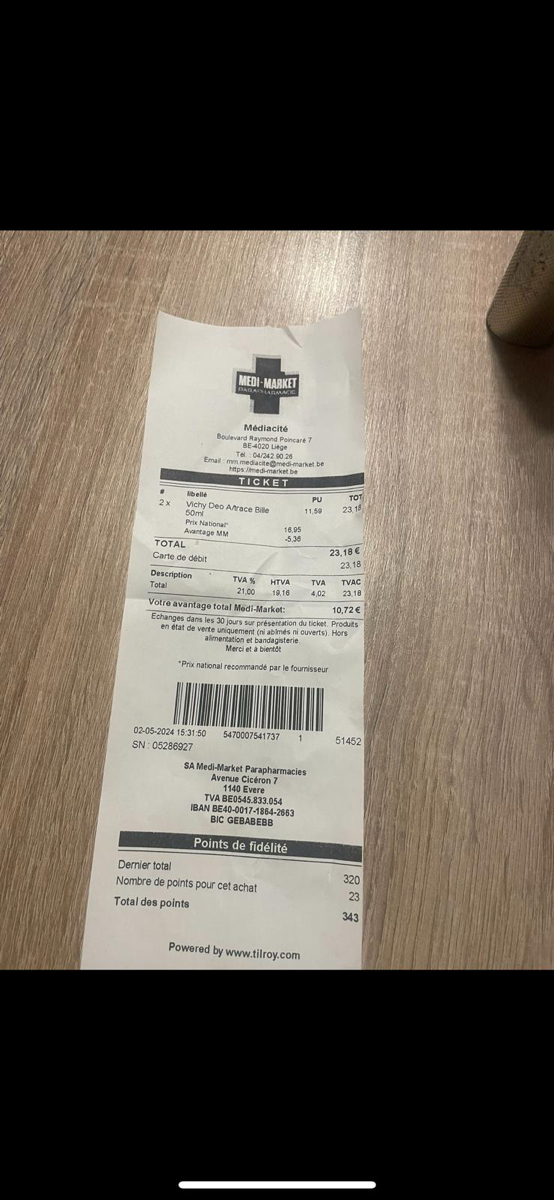 MEDI-MARKET
PARAPHARMACIE
Médiacité
Boulevard Raymond Poincaré 7
BE-4020 Liège
Tél. : 04/242.90.26
Email : mm.mediacite@medi-market.be
https://medi-market.be
TICKET
# libellé PU TOT
2 x Vichy Deo A/trace Bille 11,59 23,18
50ml
Prix National* 16,95
Avantage MM -5,36
TOTAL 23,18 €
Carte de débit 23,18
Description TVA % HTVA TVA TVAC
Total 21,00 19,16 4,02 23,18
Votre avantage total Medi-Market: 10,72 €
Echanges dans les 30 jours sur présentation du ticket. Produits
en état de vente uniquement (ni abîmés ni ouverts). Hors
alimentation et bandagisterie.
Merci et à bientôt
*Prix national recommandé par le fournisseur
02-05-2024 15:31:50 5470007541737 1 51452
SN : 05286927
SA Medi-Market Parapharmacies
Avenue Cicéron 7
1140 Evere
TVA BE0545.833.054
IBAN BE40-0017-1864-2663
BIC GEBABEBB
Points de fidélité
Dernier total 320
Nombre de points pour cet achat 23
Total des points 343
Powered by www.tilroy.com